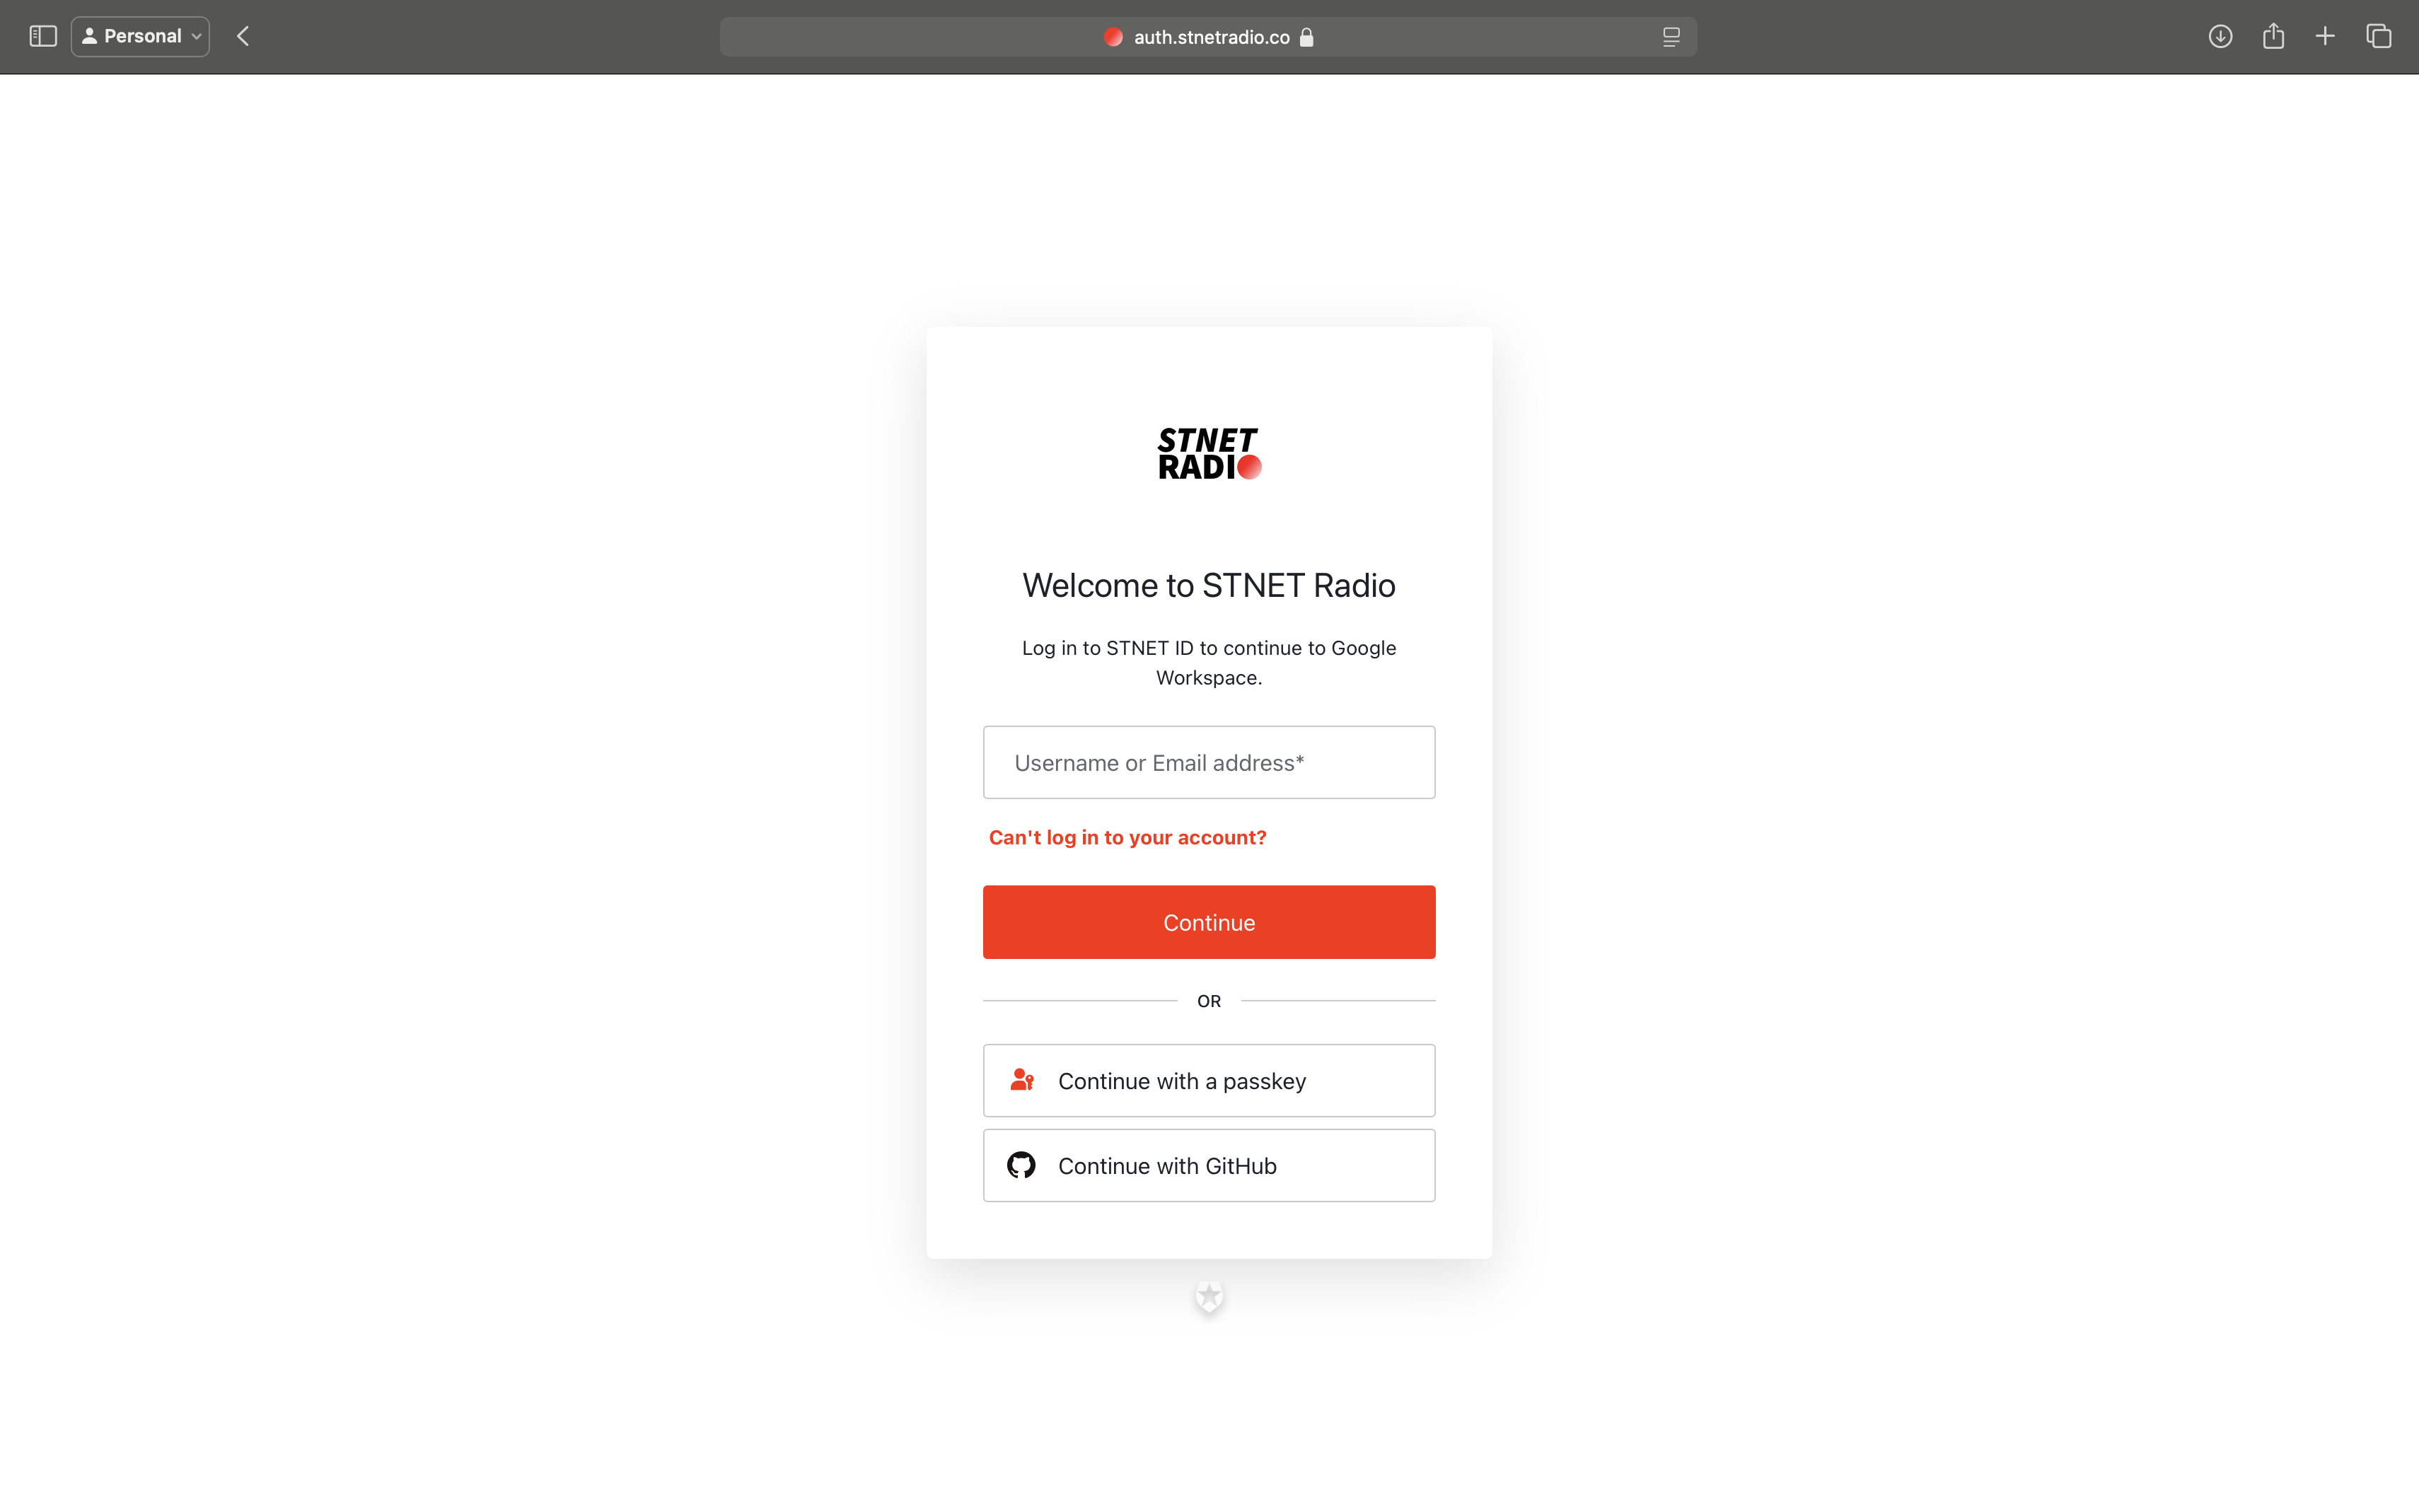 Personal
auth.stnetradio.co
STNET
RADIO
Welcome to STNET Radio
Log in to STNET ID to continue to Google
Workspace.
Username or Email address*
Can't log in to your account?
Continue
OR
Continue with a passkey
Continue with GitHub